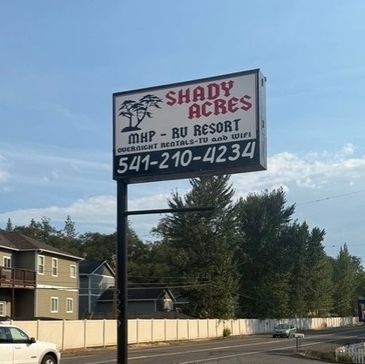 SHADY
ACRES
MHP - RV RESORT
OVERNIGHT RENTALS-TV and WIFI
541-210-4234